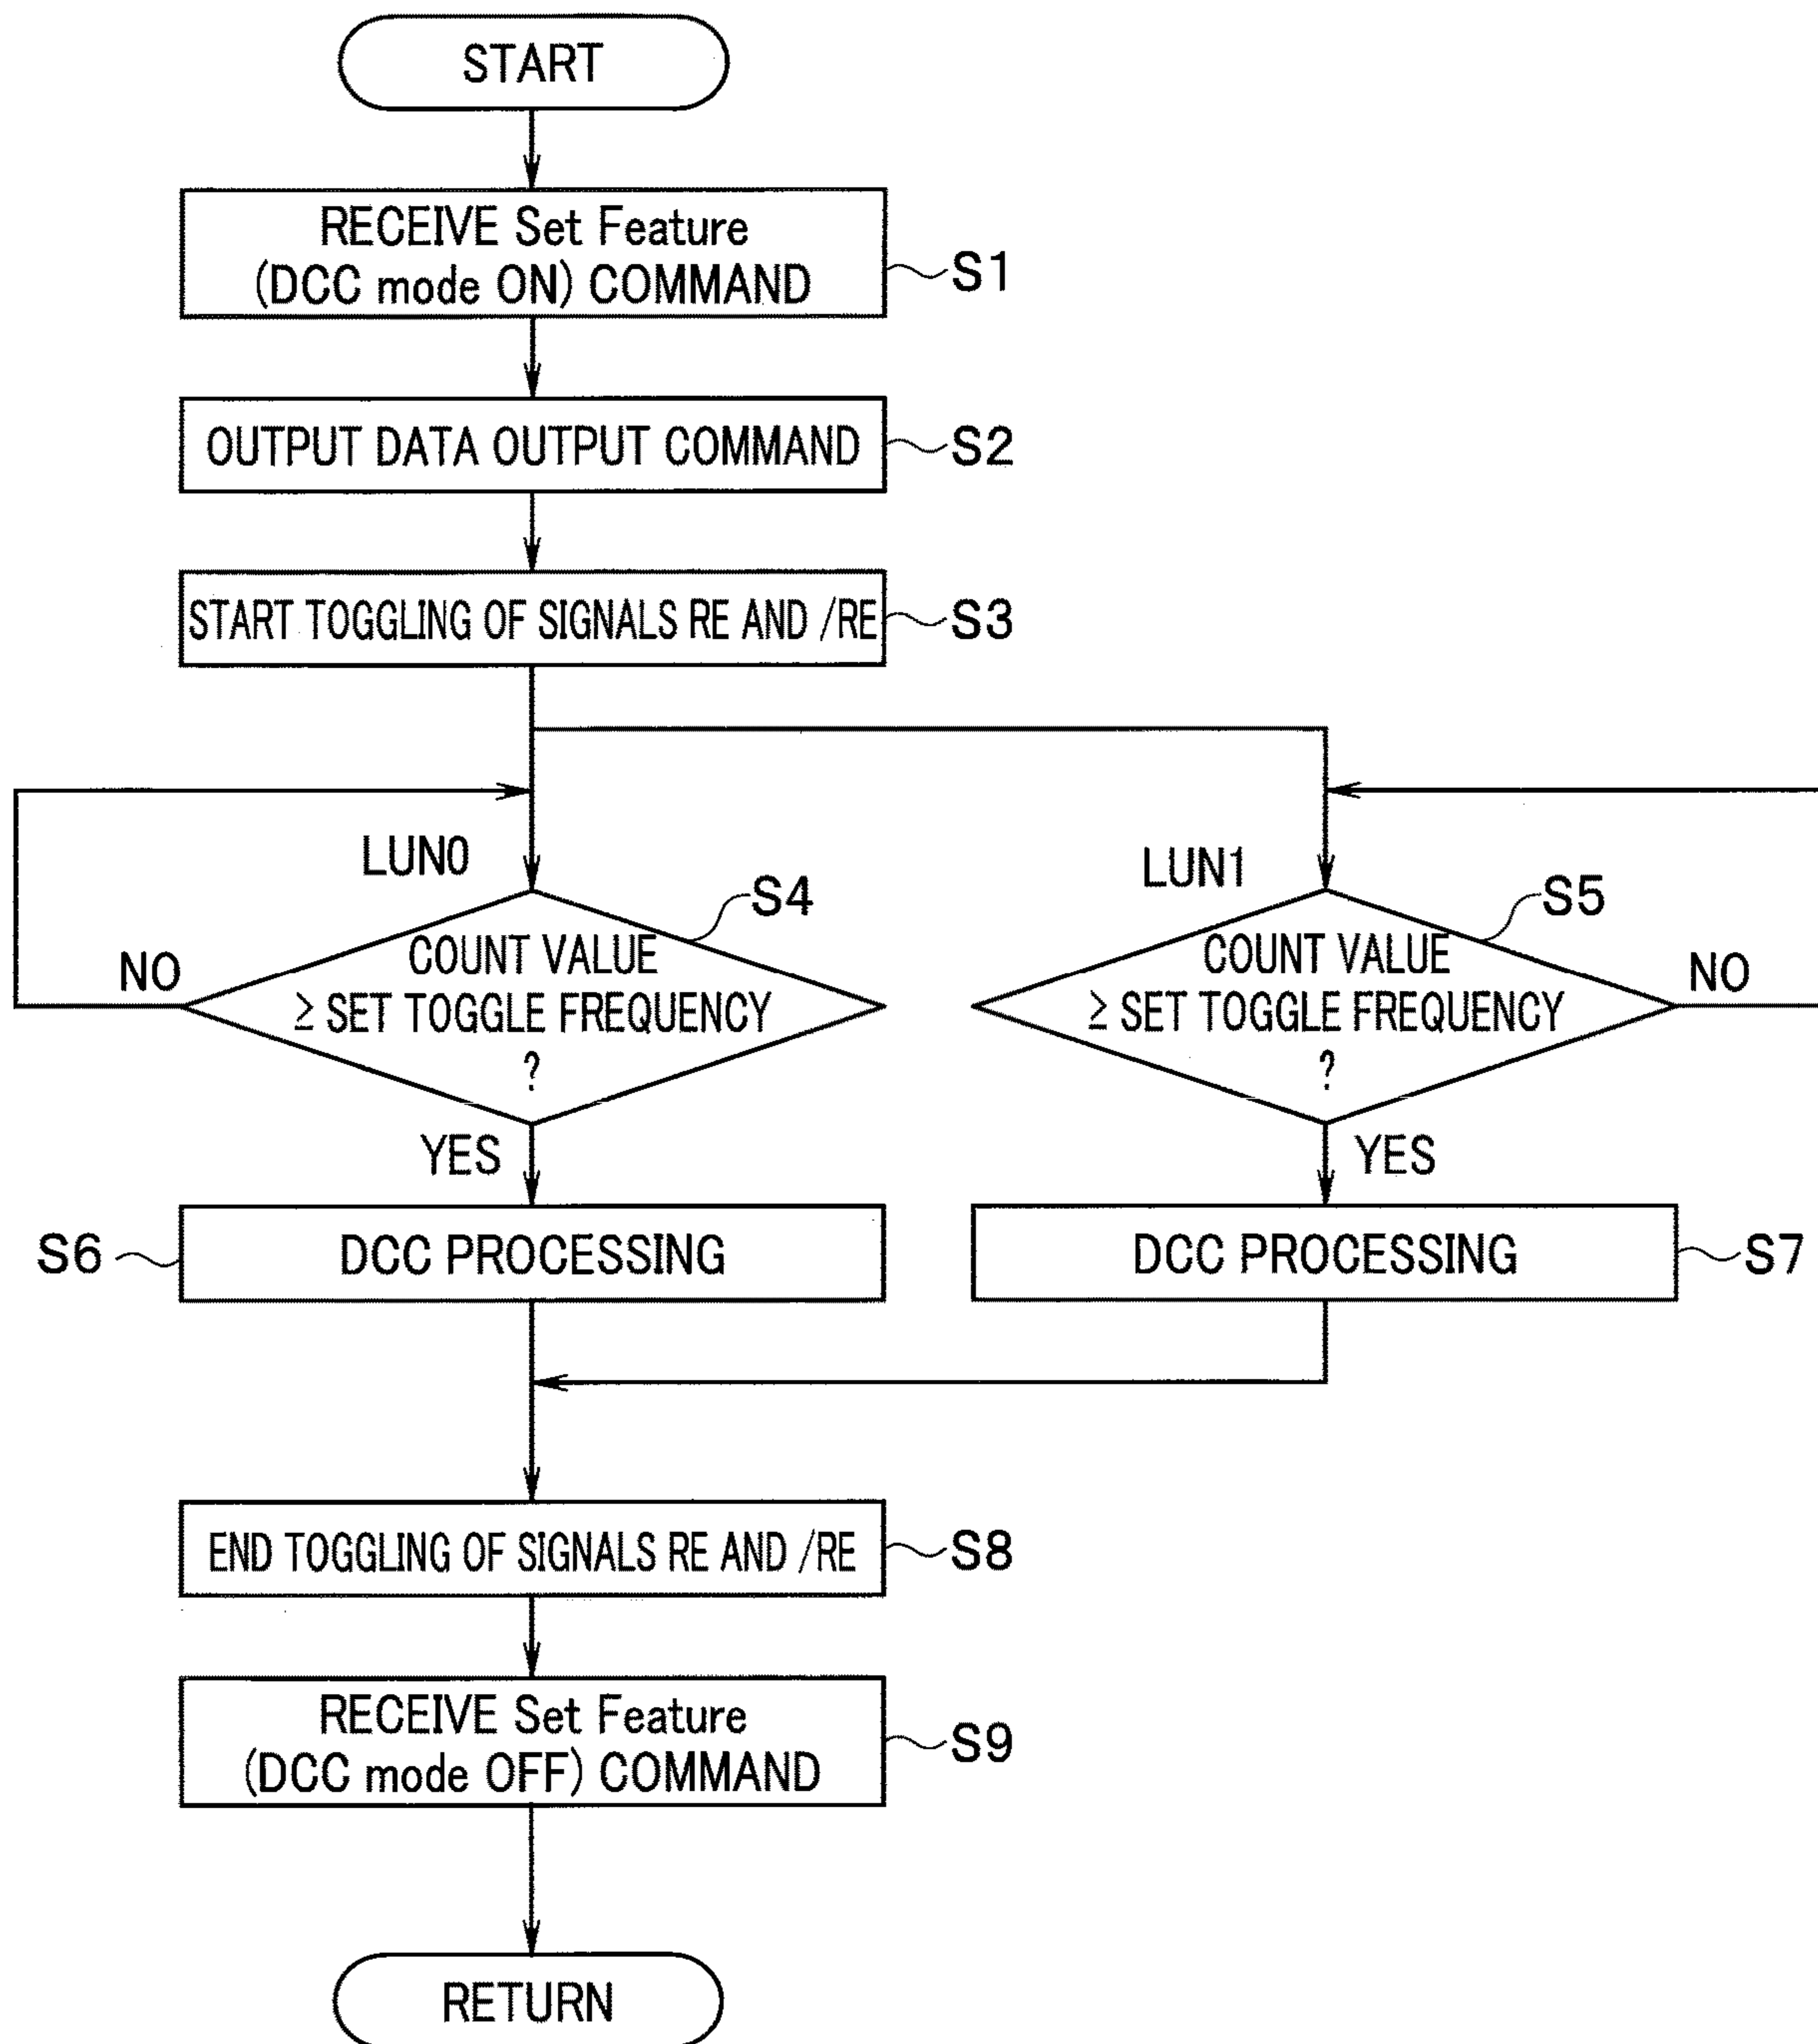 START
RECEIVE Set Feature
(DCC mode ON) COMMAND
S1
OUTPUT DATA OUTPUT COMMAND
S2
START TOGGLING OF SIGNALS RE AND /RE
S3
LUN0
S4
COUNT VALUE
≥ SET TOGGLE FREQUENCY
?
NO
YES
LUN1
S5
COUNT VALUE
≥ SET TOGGLE FREQUENCY
?
NO
YES
S6
DCC PROCESSING
DCC PROCESSING
S7
END TOGGLING OF SIGNALS RE AND /RE
S8
RECEIVE Set Feature
(DCC mode OFF) COMMAND
S9
RETURN